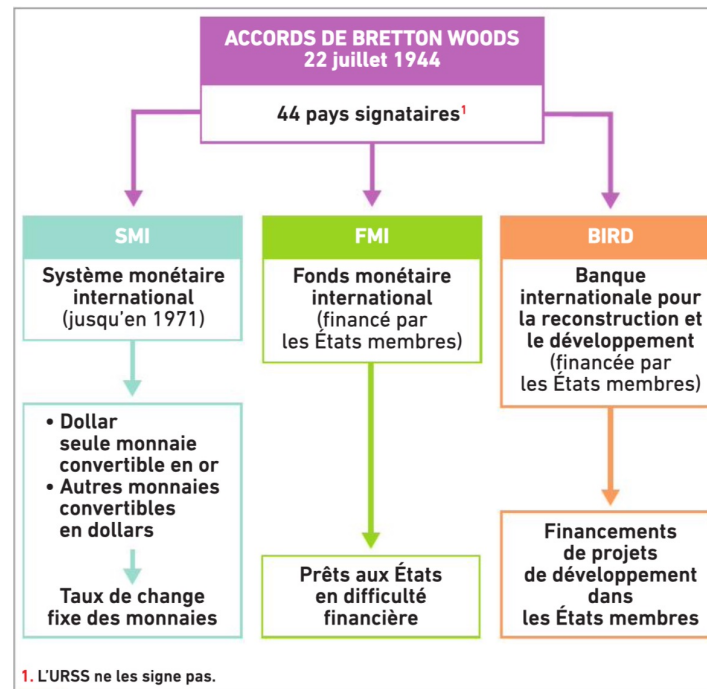 ACCORDS DE BRETTON WOODS
22 juillet 1944
44 pays signataires¹
SMI
Système monétaire
international
(jusqu'en 1971)
• Dollar
seule monnaie
convertible en or
• Autres monnaies
convertibles
en dollars
Taux de change
fixe des monnaies
FMI
Fonds monétaire
international
(financé par
les États membres)
Prêts aux États
en difficulté
financière
BIRD
Banque
internationale pour
la reconstruction et
le développement
(financée par
les États membres)
Financements
de projets
de développement
dans
les États membres
1. L'URSS ne les signe pas.